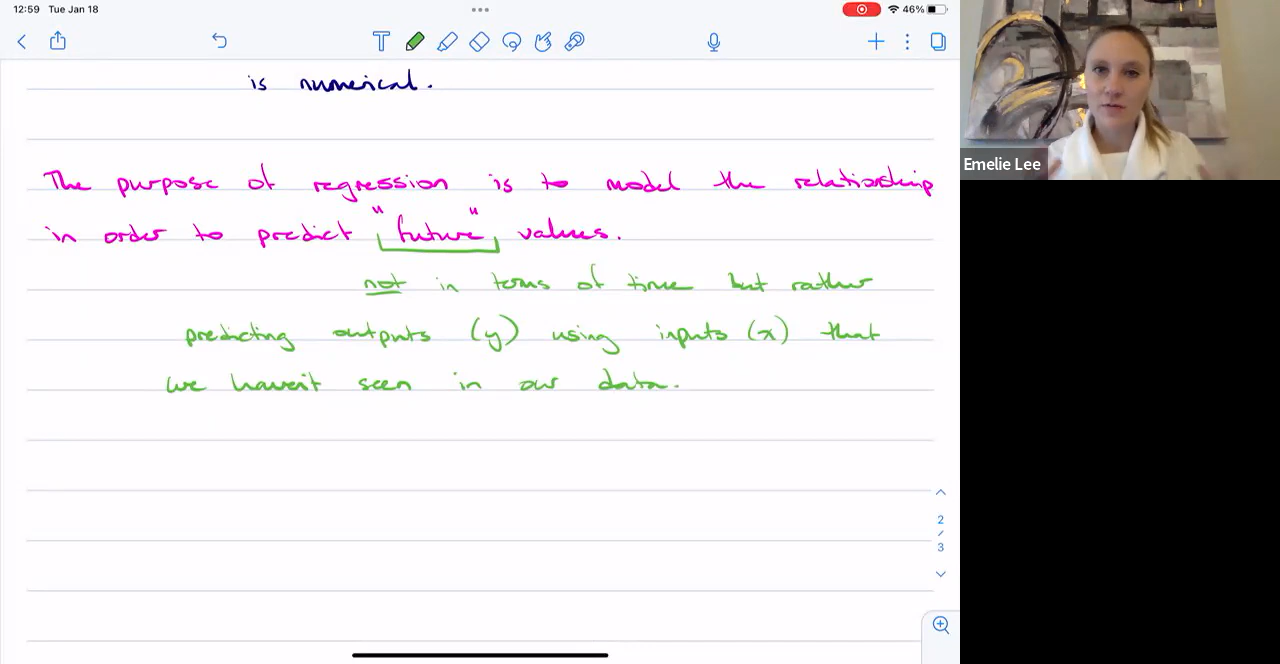 12:59 Tue Jan 18
46%
T
is numerical.
The purpose of regression is to model the relationship
in order to predict "future" values.
not in terms of time but rather
predicting outputs (y) using inputs (x) that
we haven't seen in our data.
2
/
3
Emelie Lee